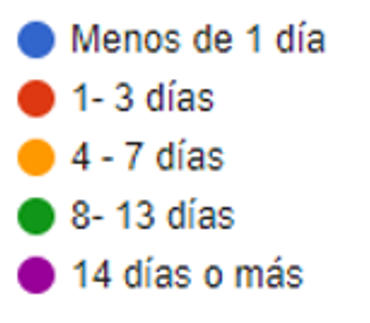 Menos de 1 día
1- 3 días
4 - 7 días
8- 13 días
14 días o más